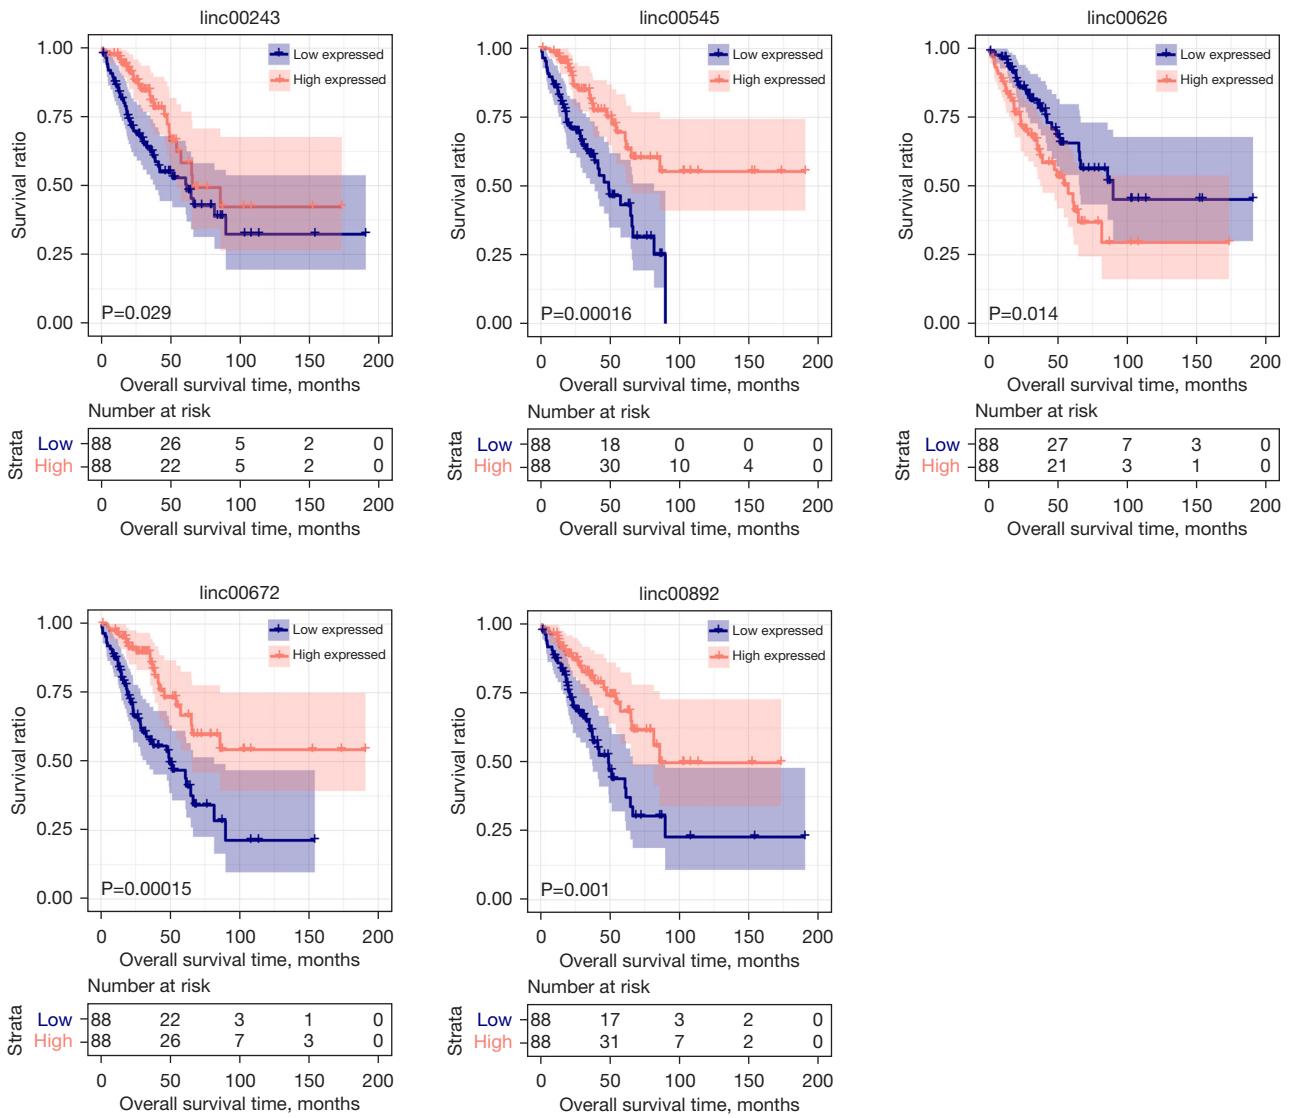 linc00243
1.00
0.75
0.50
0.25
0.00
Survival ratio
Low expressed
High expressed
P=0.029
0 50 100 150 200
Overall survival time, months
Number at risk
Strata
Low 88 26 5 2 0
High 88 22 5 2 0
0 50 100 150 200
Overall survival time, months
linc00545
1.00
0.75
0.50
0.25
0.00
Survival ratio
Low expressed
High expressed
P=0.00016
0 50 100 150 200
Overall survival time, months
Number at risk
Strata
Low 88 18 0 0 0
High 88 30 10 4 0
0 50 100 150 200
Overall survival time, months
linc00626
1.00
0.75
0.50
0.25
0.00
Survival ratio
Low expressed
High expressed
P=0.014
0 50 100 150 200
Overall survival time, months
Number at risk
Strata
Low 88 27 7 3 0
High 88 21 3 1 0
0 50 100 150 200
Overall survival time, months
linc00672
1.00
0.75
0.50
0.25
0.00
Survival ratio
Low expressed
High expressed
P=0.00015
0 50 100 150 200
Overall survival time, months
Number at risk
Strata
Low 88 22 3 1 0
High 88 26 7 3 0
0 50 100 150 200
Overall survival time, months
linc00892
1.00
0.75
0.50
0.25
0.00
Survival ratio
Low expressed
High expressed
P=0.001
0 50 100 150 200
Overall survival time, months
Number at risk
Strata
Low 88 17 3 2 0
High 88 31 7 2 0
0 50 100 150 200
Overall survival time, months